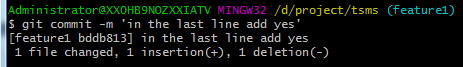 Administrator@XXOHB9NOZXXIATV MINGW32 /d/project/tsms (feature1)
$ git commit -m 'in the last line add yes'
[feature1 bddb813] in the last line add yes
 1 file changed, 1 insertion(+), 1 deletion(-)